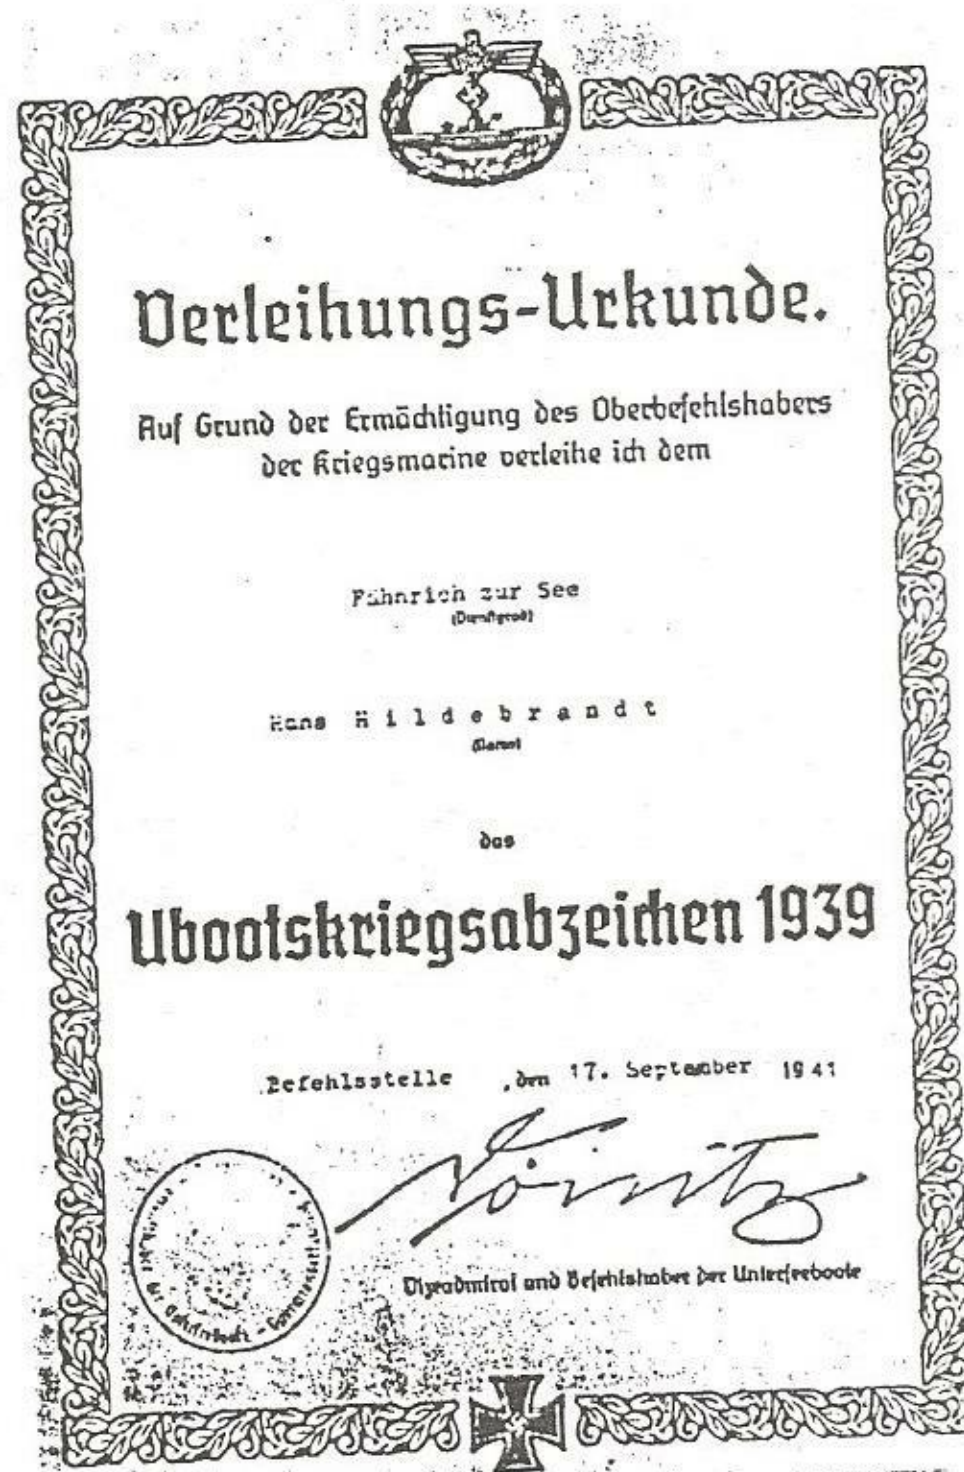 Verleihungs-Urkunde.
Auf Grund der Ermächtigung des Oberbefehlshabers
der Kriegsmarine verleihe ich dem
Fähnrich zur See
(Dienstgrad)
Hans Hildebrandt
(Name)
das
Ubootskriegsabzeichen 1939
Befehlsstelle , den 17. September 1941
Dönitz
Vizeadmiral und Befehlshaber der Unterseeboote